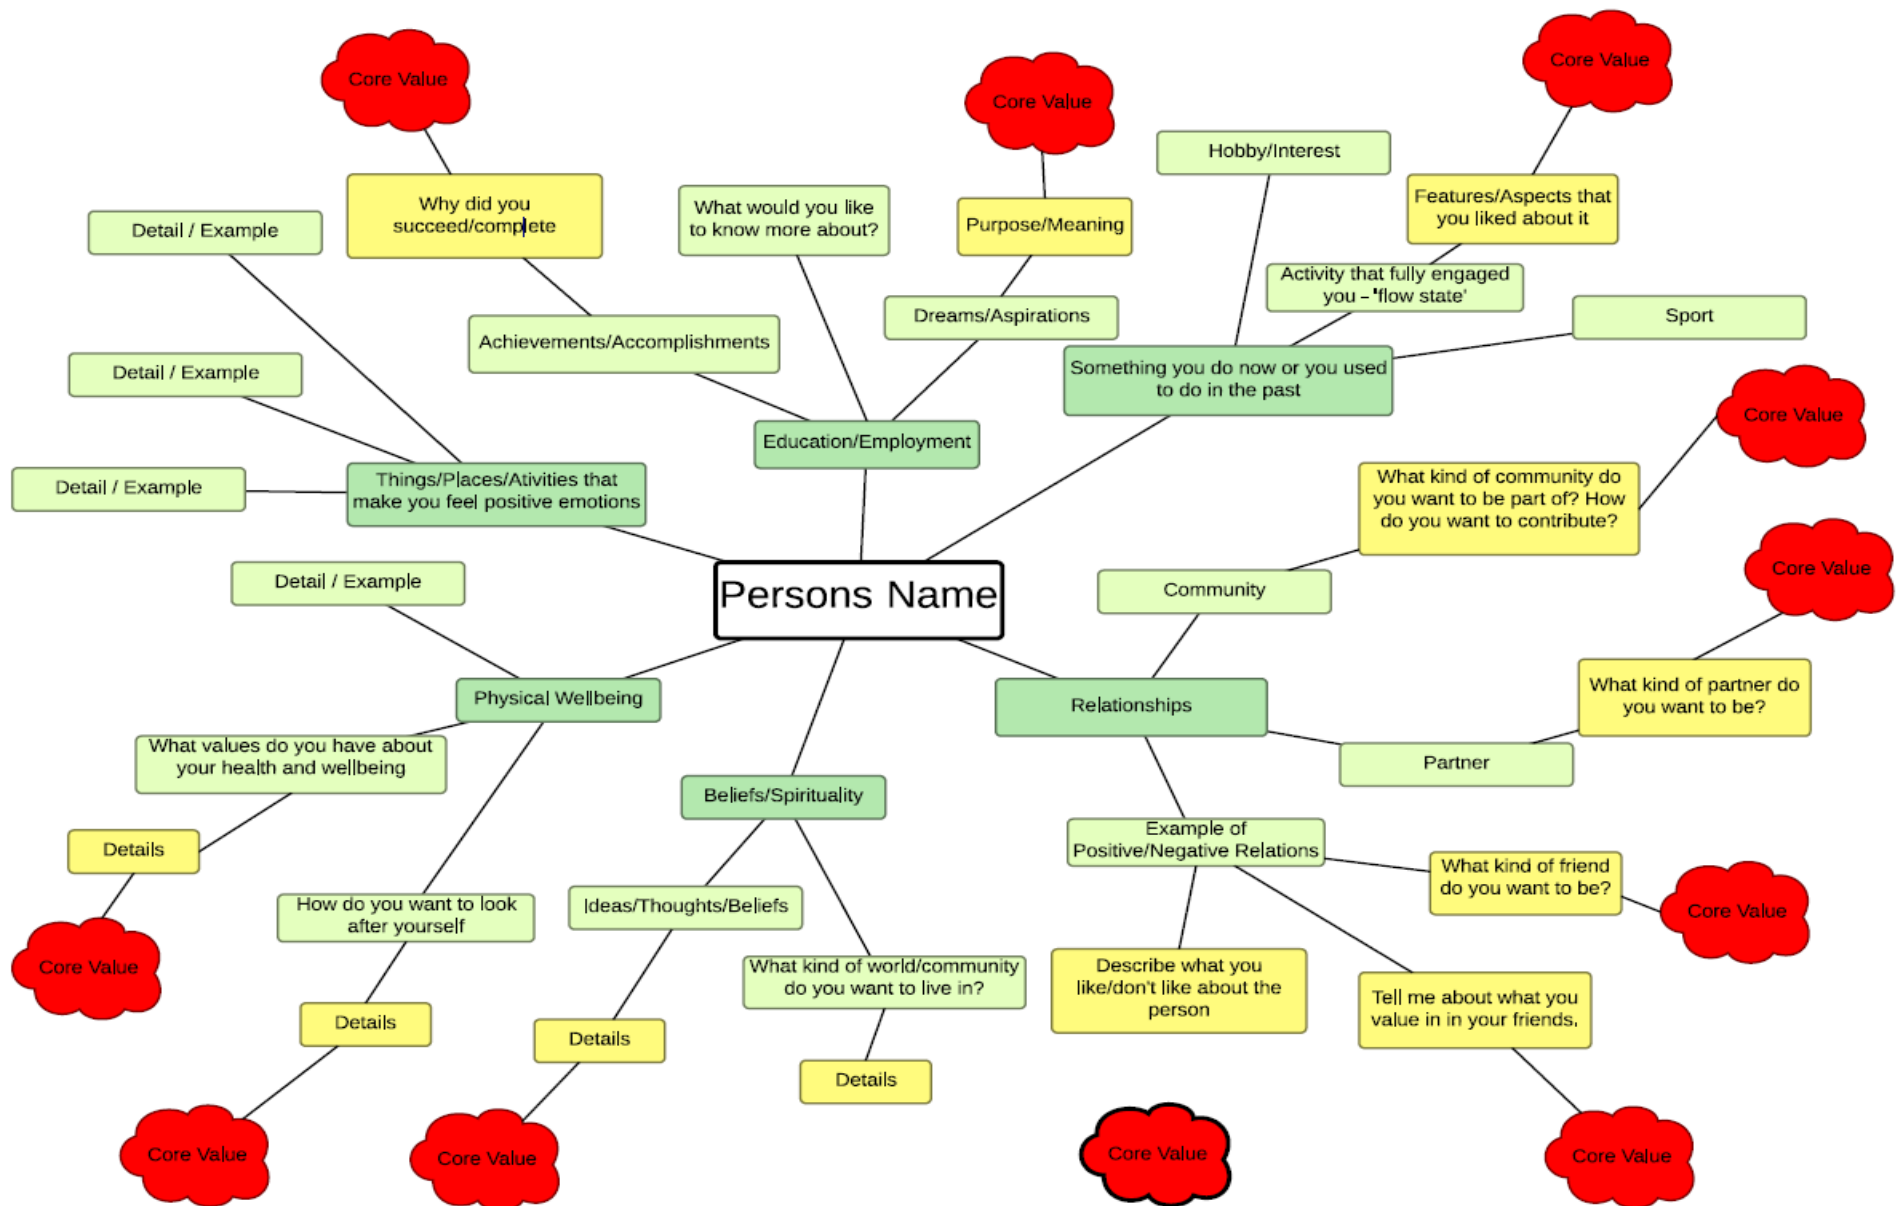 Core Value
Core Value
Core Value
Hobby/Interest
Why did you
succeed/complete
What would you like
to know more about?
Purpose/Meaning
Features/Aspects that
you liked about it
Detail / Example
Activity that fully engaged
you - 'flow state'
Dreams/Aspirations
Sport
Achievements/Accomplishments
Detail / Example
Something you do now or you used
to do in the past
Core Value
Education/Employment
Things/Places/Ativities that
make you feel positive emotions
Detail / Example
What kind of community do
you want to be part of? How
do you want to contribute?
Core Value
Detail / Example
Persons Name
Community
Physical Wellbeing
Relationships
What kind of partner do
you want to be?
What values do you have about
your health and wellbeing
Partner
Beliefs/Spirituality
Details
Example of
Positive/Negative Relations
What kind of friend
do you want to be?
Core Value
How do you want to look
after yourself
Ideas/Thoughts/Beliefs
Core Value
What kind of world/community
do you want to live in?
Describe what you
like/don't like about the
person
Tell me about what you
value in in your friends.
Details
Details
Details
Core Value
Core Value
Core Value
Core Value